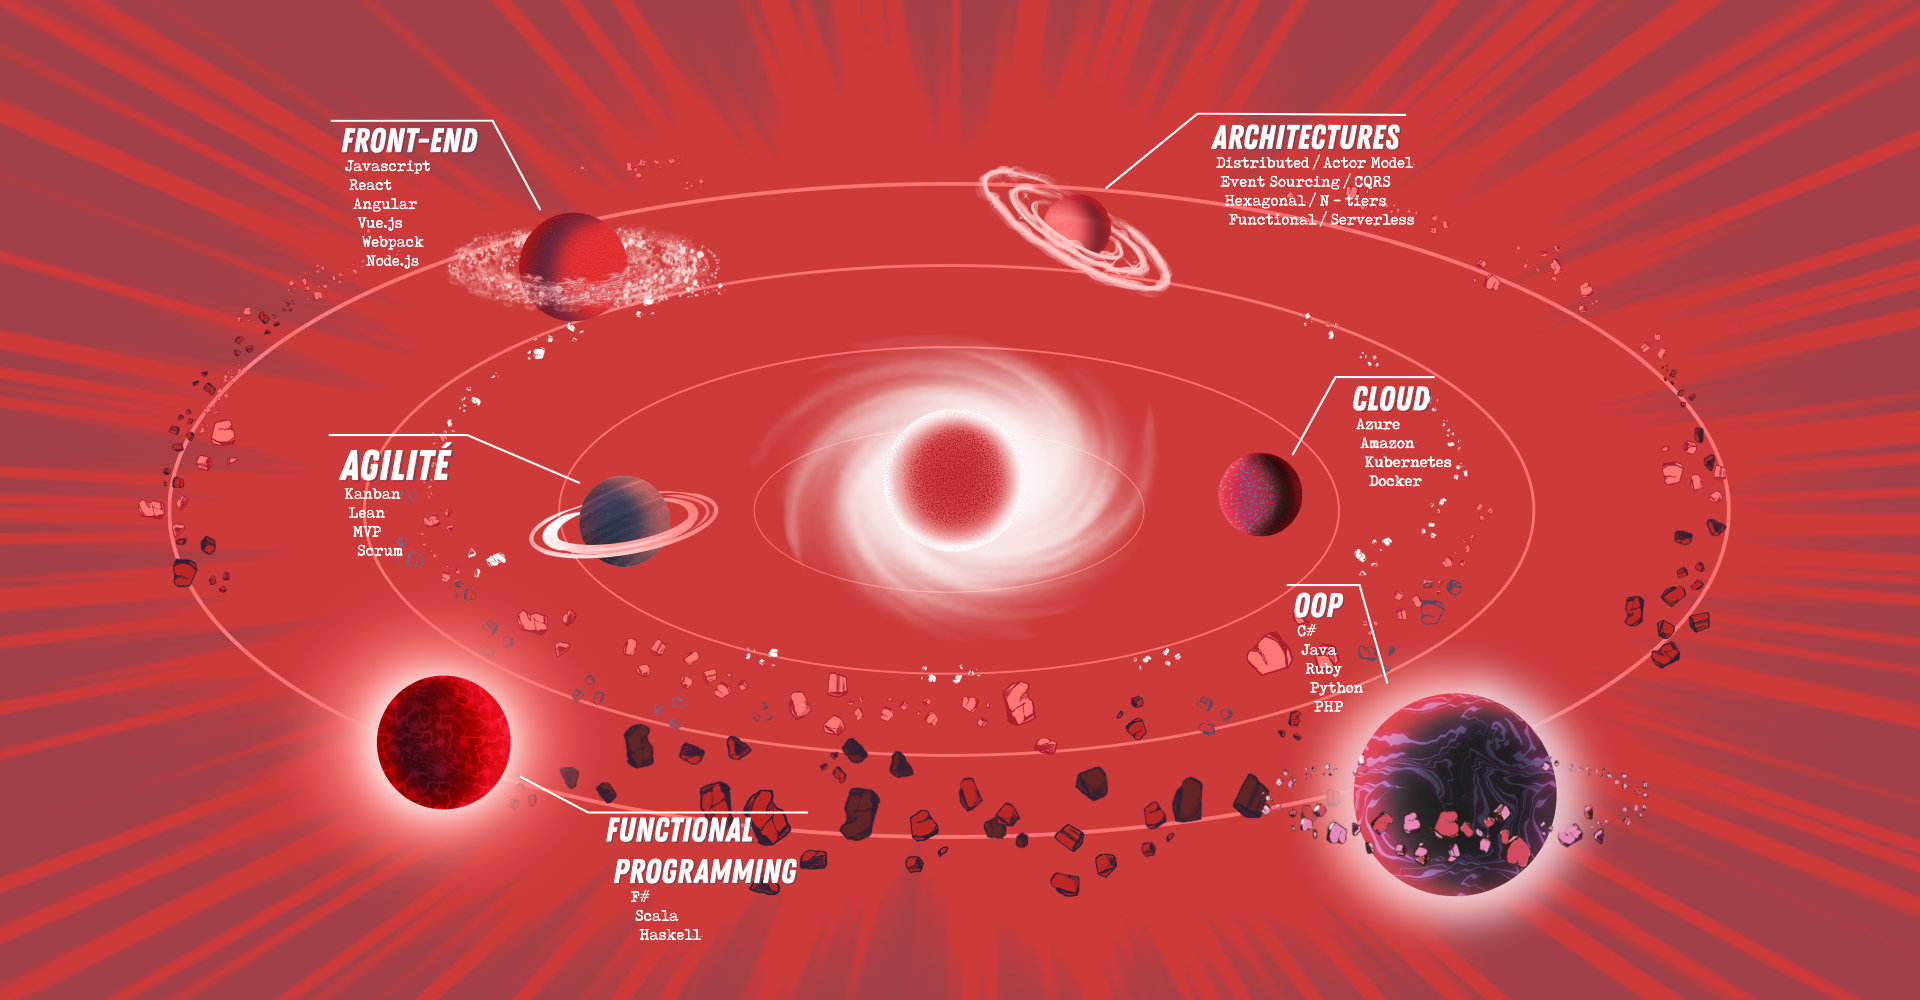 FRONT-END
Javascript
React
Angular
Vue.js
Webpack
Node.js
ARCHITECTURES
Distributed / Actor Model
Event Sourcing / CQRS
Hexagonal / N - tiers
Functional / Serverless
AGILITÉ
Kanban
Lean
MVP
Scrum
CLOUD
Azure
Amazon
Kubernetes
Docker
OOP
C#
Java
Ruby
Python
PHP
FUNCTIONAL
PROGRAMMING
F#
Scala
Haskell